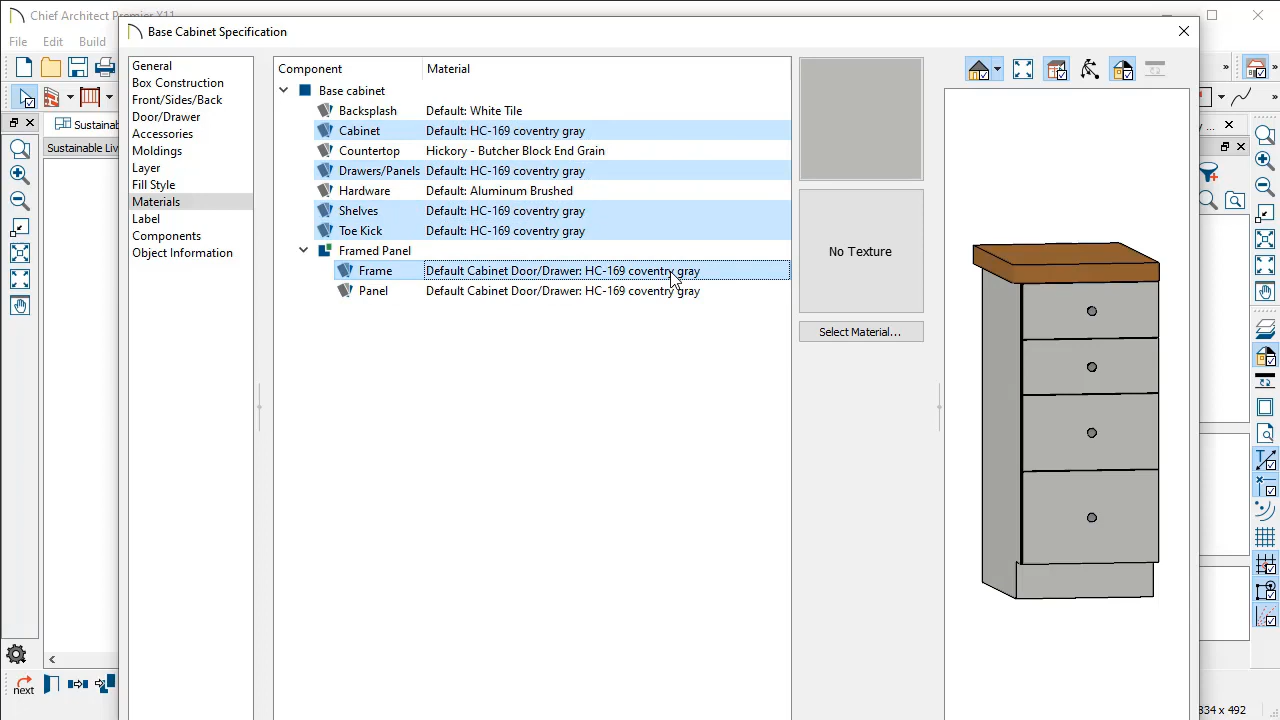 Chief Architect Premier X11
File Edit Build
Base Cabinet Specification
General
Box Construction
Front/Sides/Back
Door/Drawer
Accessories
Moldings
Layer
Fill Style
Materials
Label
Components
Object Information
Component Material
Base cabinet
Backsplash Default: White Tile
Cabinet Default: HC-169 coventry gray
Countertop Hickory - Butcher Block End Grain
Drawers/Panels Default: HC-169 coventry gray
Hardware Default: Aluminum Brushed
Shelves Default: HC-169 coventry gray
Toe Kick Default: HC-169 coventry gray
Framed Panel
Frame Default Cabinet Door/Drawer: HC-169 coventry gray
Panel Default Cabinet Door/Drawer: HC-169 coventry gray
No Texture
Select Material...
Sustainab
Sustainable Liv
next
334 x 492